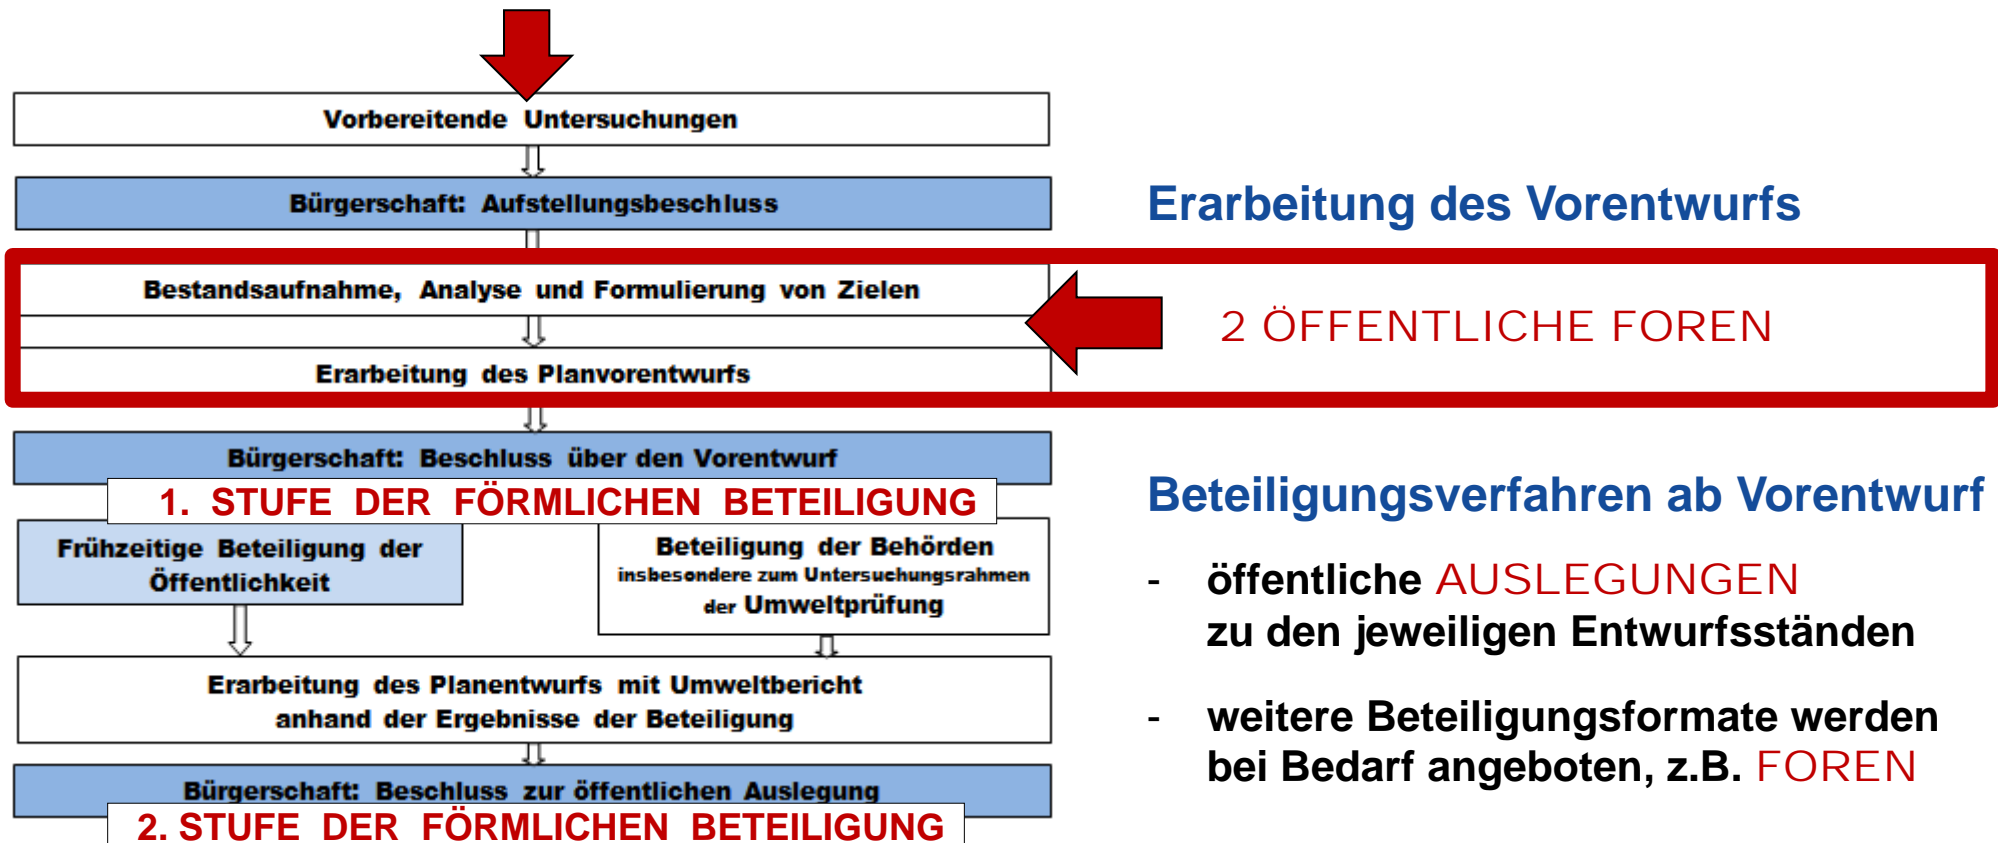 Vorbereitende Untersuchungen
Bürgerschaft: Aufstellungsbeschluss
Bestandsaufnahme, Analyse und Formulierung von Zielen
Erarbeitung des Planvorentwurfs
Bürgerschaft: Beschluss über den Vorentwurf
1. STUFE DER FÖRMLICHEN BETEILIGUNG
Frühzeitige Beteiligung der
Öffentlichkeit
Beteiligung der Behörden
insbesondere zum Untersuchungsrahmen
der Umweltprüfung
Erarbeitung des Planentwurfs mit Umweltbericht
anhand der Ergebnisse der Beteiligung
Bürgerschaft: Beschluss zur öffentlichen Auslegung
2. STUFE DER FÖRMLICHEN BETEILIGUNG
Erarbeitung des Vorentwurfs
2 ÖFFENTLICHE FOREN
Beteiligungsverfahren ab Vorentwurf
- öffentliche AUSLEGUNGEN
zu den jeweiligen Entwurfsständen
- weitere Beteiligungsformate werden
bei Bedarf angeboten, z.B. FOREN